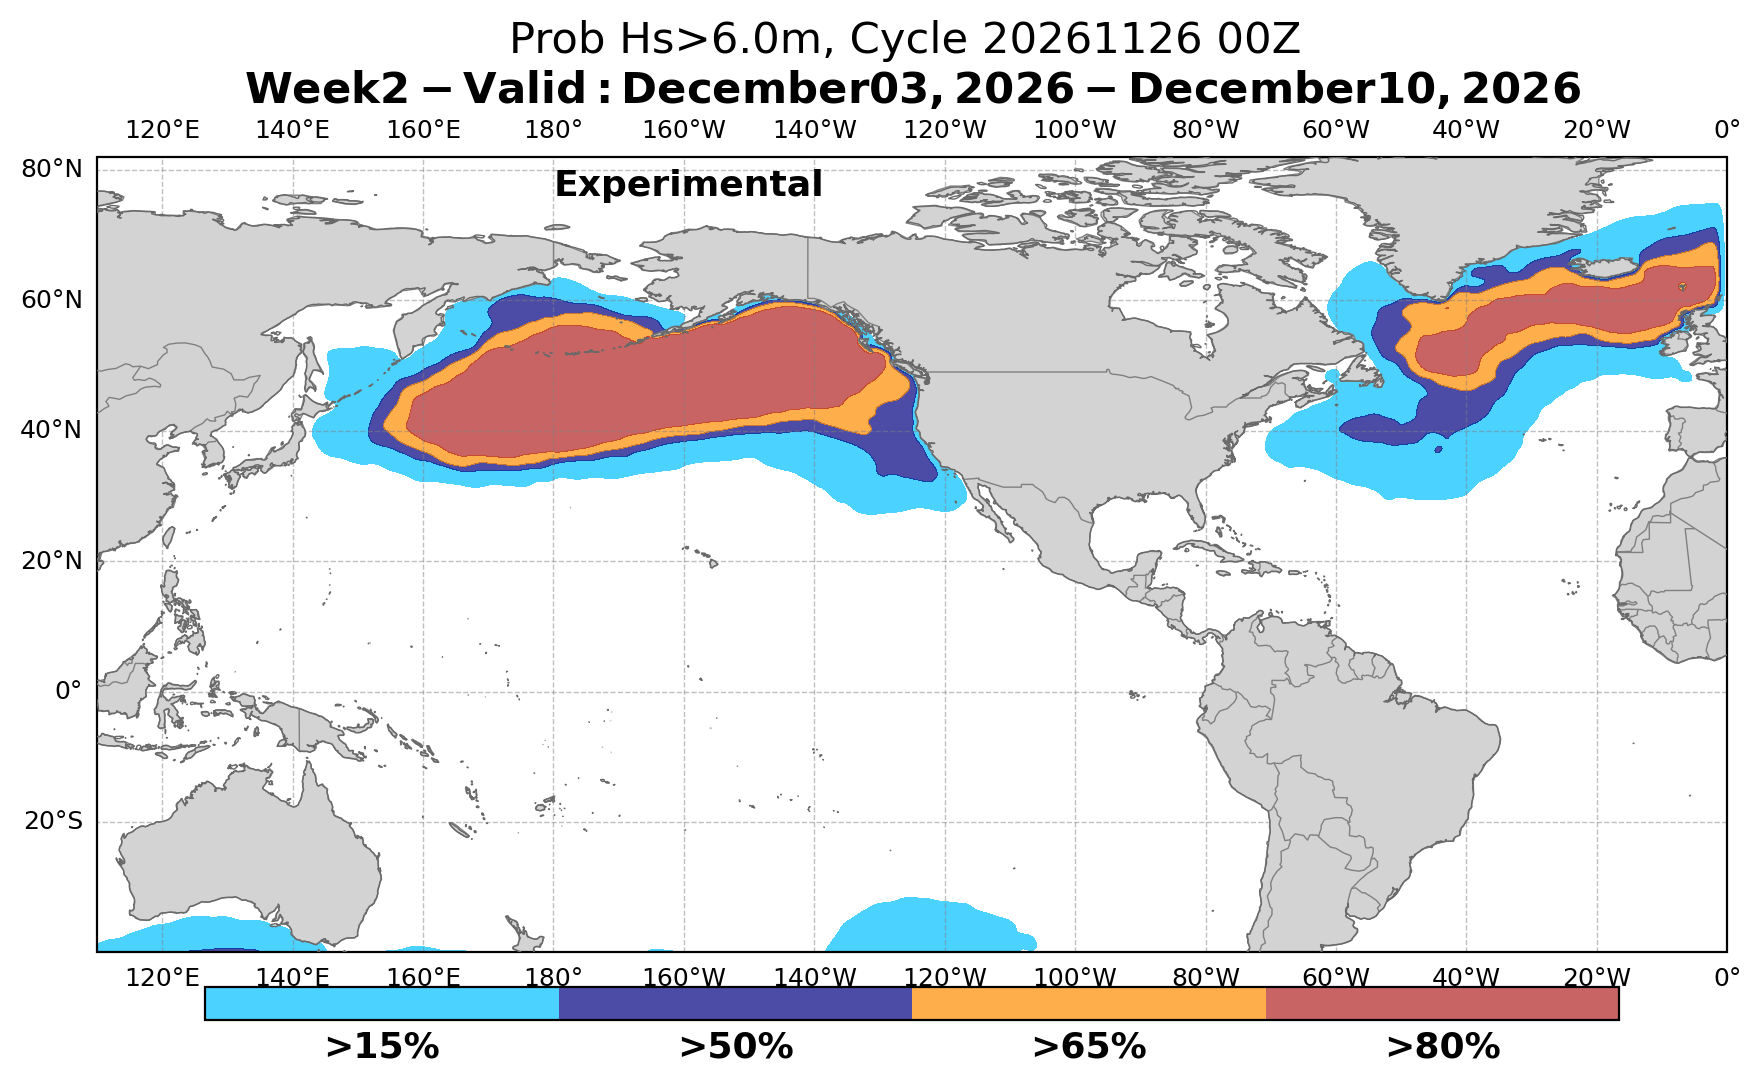 Prob Hs>6.0m, Cycle 20261126 00Z
Week2 − Valid : December03, 2026 − December10, 2026
120°E 140°E 160°E 180° 160°W 140°W 120°W 100°W 80°W 60°W 40°W 20°W 0°
80°N
Experimental
60°N
40°N
20°N
0°
20°S
120°E 140°E 160°E 180° 160°W 140°W 120°W 100°W 80°W 60°W 40°W 20°W 0°
>15% >50% >65% >80%